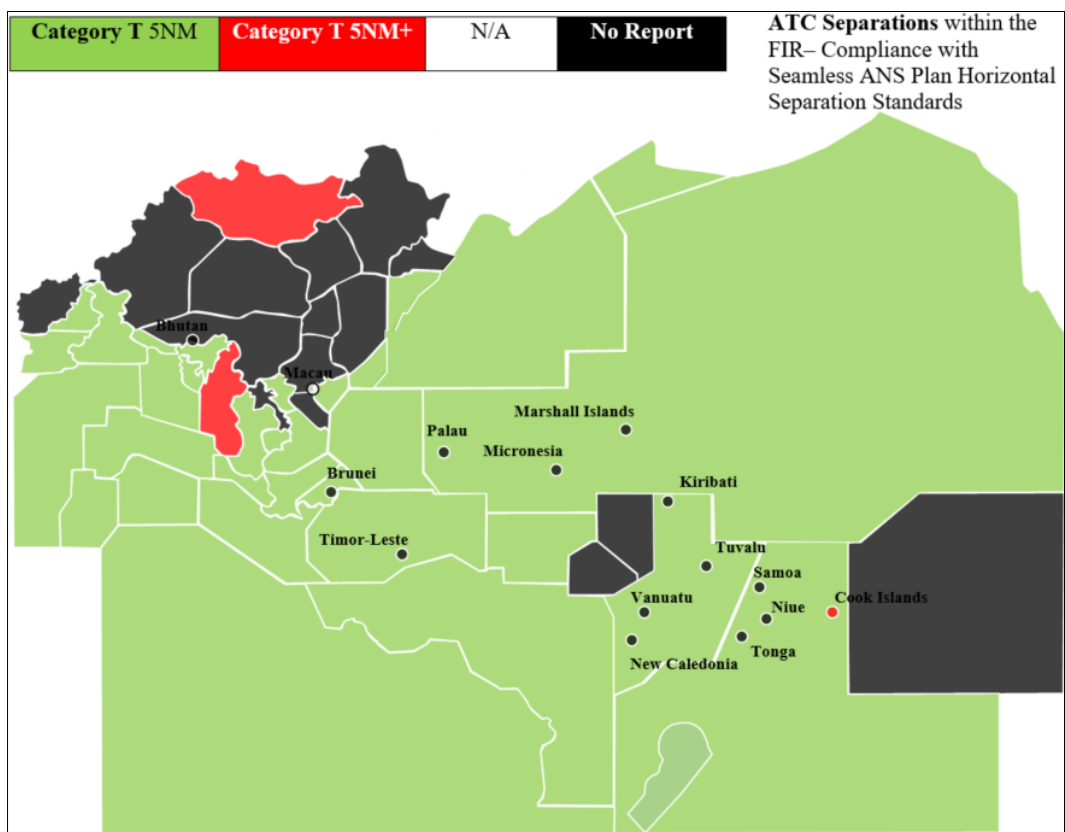 Category T 5NM
Category T 5NM+
N/A
No Report
ATC Separations within the
FIR– Compliance with
Seamless ANS Plan Horizontal
Separation Standards
Bhutan
Macau
Marshall Islands
Palau
Micronesia
Brunei
Kiribati
Timor-Leste
Tuvalu
Samoa
Vanuatu
Niue
Cook Islands
New Caledonia
Tonga